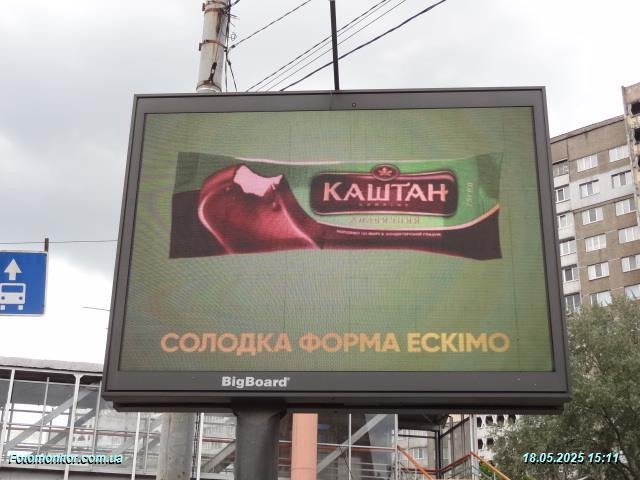 КАШТАН
СОЛОДКА ФОРМА ЕСКІМО
BigBoard
Fotomonitor.com.ua
18.05.2025 15:11